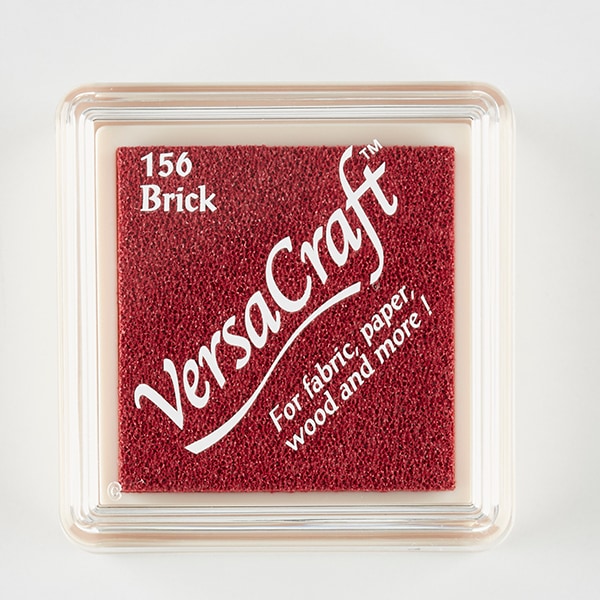 156
Brick
VersaCraft™
For fabric, paper,
wood and more !
©